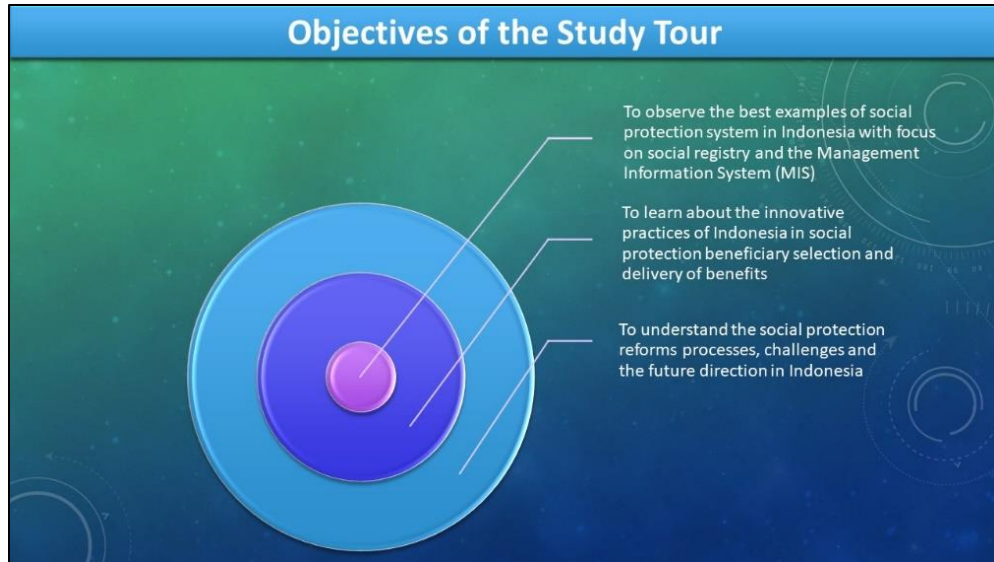 Objectives of the Study Tour
To observe the best examples of social
protection system in Indonesia with focus
on social registry and the Management
Information System (MIS)
To learn about the innovative
practices of Indonesia in social
protection beneficiary selection and
delivery of benefits
To understand the social protection
reforms processes, challenges and
the future direction in Indonesia